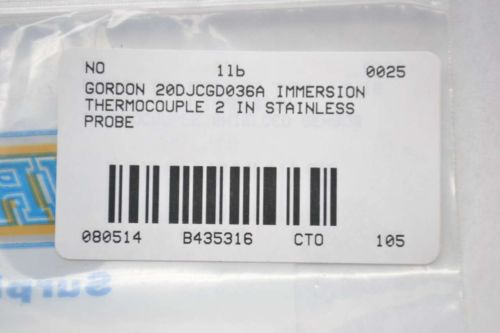 NO 1lb 0025
GORDON 20DJCGD036A IMMERSION
THERMOCOUPLE 2 IN STAINLESS
PROBE
080514 B435316 CTO 105